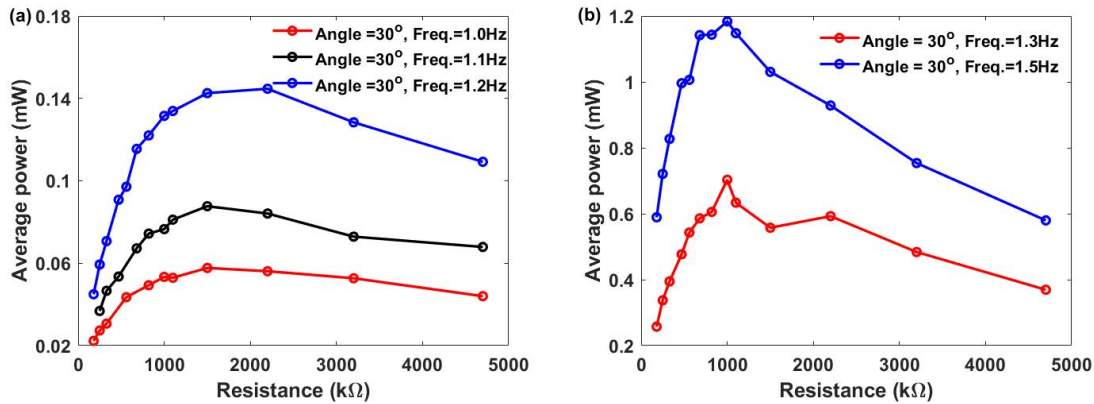 (a)
0.18
0.14
0.1
0.06
0.02
Average power (mW)
Angle =30°, Freq.=1.0Hz
Angle =30°, Freq.=1.1Hz
Angle =30°, Freq.=1.2Hz
0 1000 2000 3000 4000 5000
Resistance (kΩ)
(b)
1.2
1
0.8
0.6
0.4
0.2
Average power (mW)
Angle = 30°, Freq.=1.3Hz
Angle = 30°, Freq.=1.5Hz
0 1000 2000 3000 4000 5000
Resistance (kΩ)